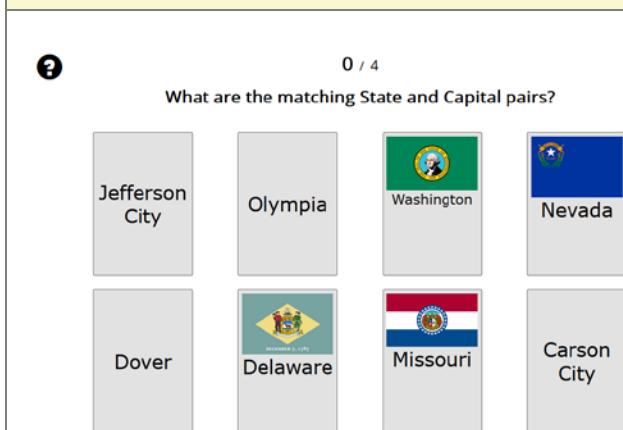 ?
0 / 4
What are the matching State and Capital pairs?
Jefferson
City
Olympia
Washington
Nevada
Dover
Delaware
Missouri
Carson
City